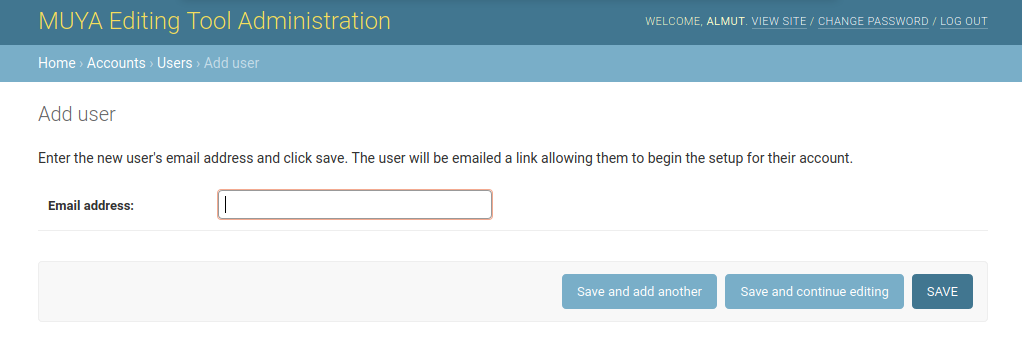 MUYA Editing Tool Administration
WELCOME, ALMUT. VIEW SITE / CHANGE PASSWORD / LOG OUT
Home › Accounts › Users › Add user
Add user
Enter the new user's email address and click save. The user will be emailed a link allowing them to begin the setup for their account.
Email address:
Save and add another
Save and continue editing
SAVE